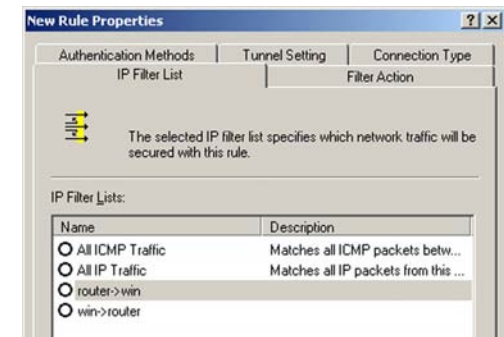 New Rule Properties
Authentication Methods Tunnel Setting Connection Type
IP Filter List Filter Action
The selected IP filter list specifies which network traffic will be
secured with this rule.
IP Filter Lists:
Name Description
All ICMP Traffic Matches all ICMP packets betw...
All IP Traffic Matches all IP packets from this ...
router->win
win->router